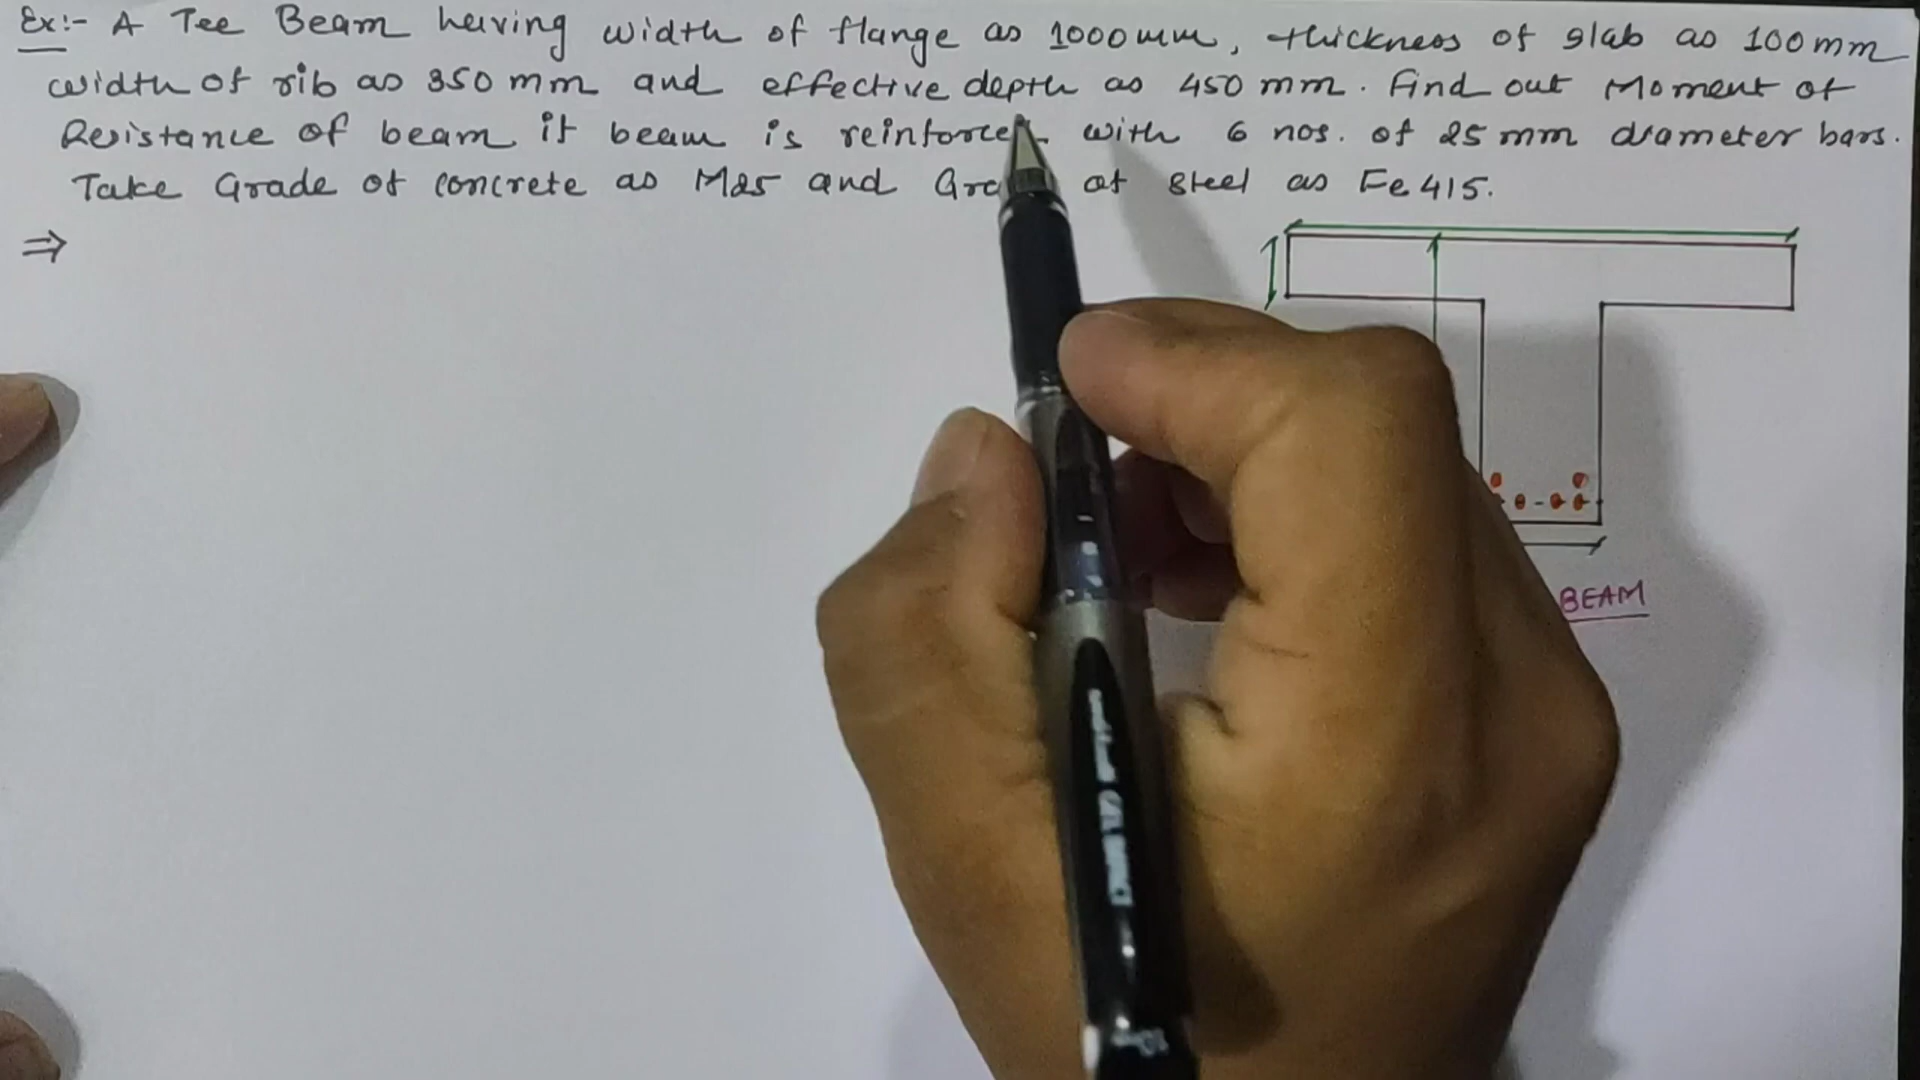 Ex:- A Tee Beam having width of flange as 1000mm, thickness of slab as 100mm
width of rib as 350 mm and effective depth as 450 mm. Find out Moment of
Resistance of beam if beam is reinforced with 6 nos. of 25 mm diameter bars.
Take Grade of concrete as M25 and Gra of steel as Fe415.
⇒
BEAM